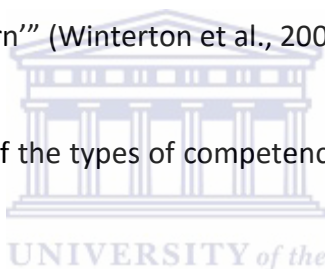 rn’” (Winterton et al., 200
f the types of competenc
UNIVERSITY of the